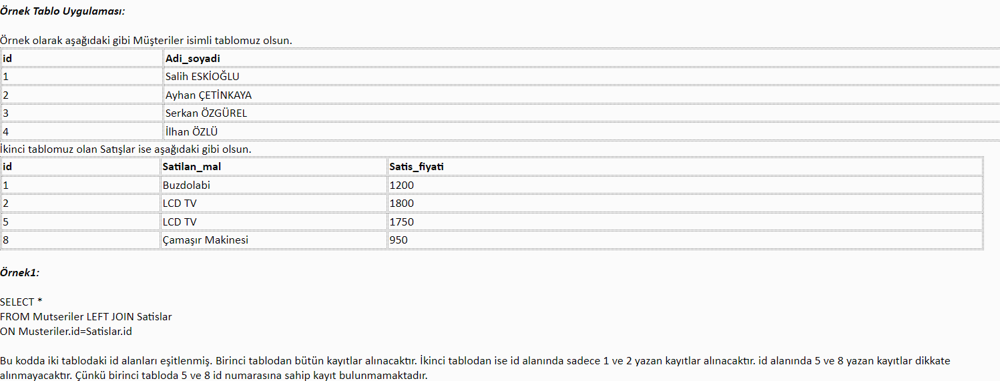 Örnek Tablo Uygulaması:
Örnek olarak aşağıdaki gibi Müşteriler isimli tablomuz olsun.
id Adi_soyadi
1 Salih ESKİOĞLU
2 Ayhan ÇETİNKAYA
3 Serkan ÖZGÜREL
4 İlhan ÖZLÜ
İkinci tablomuz olan Satışlar ise aşağıdaki gibi olsun.
id Satilan_mal Satis_fiyati
1 Buzdolabi 1200
2 LCD TV 1800
5 LCD TV 1750
8 Çamaşır Makinesi 950
Örnek1:
SELECT *
FROM Mutseriler LEFT JOIN Satislar
ON Musteriler.id=Satislar.id
Bu kodda iki tablodaki id alanları eşitlenmiş. Birinci tablodan bütün kayıtlar alınacaktır. İkinci tablodan ise id alanında sadece 1 ve 2 yazan kayıtlar alınacaktır. id alanında 5 ve 8 yazan kayıtlar dikkate
alınmayacaktır. Çünkü birinci tabloda 5 ve 8 id numarasına sahip kayıt bulunmamaktadır.